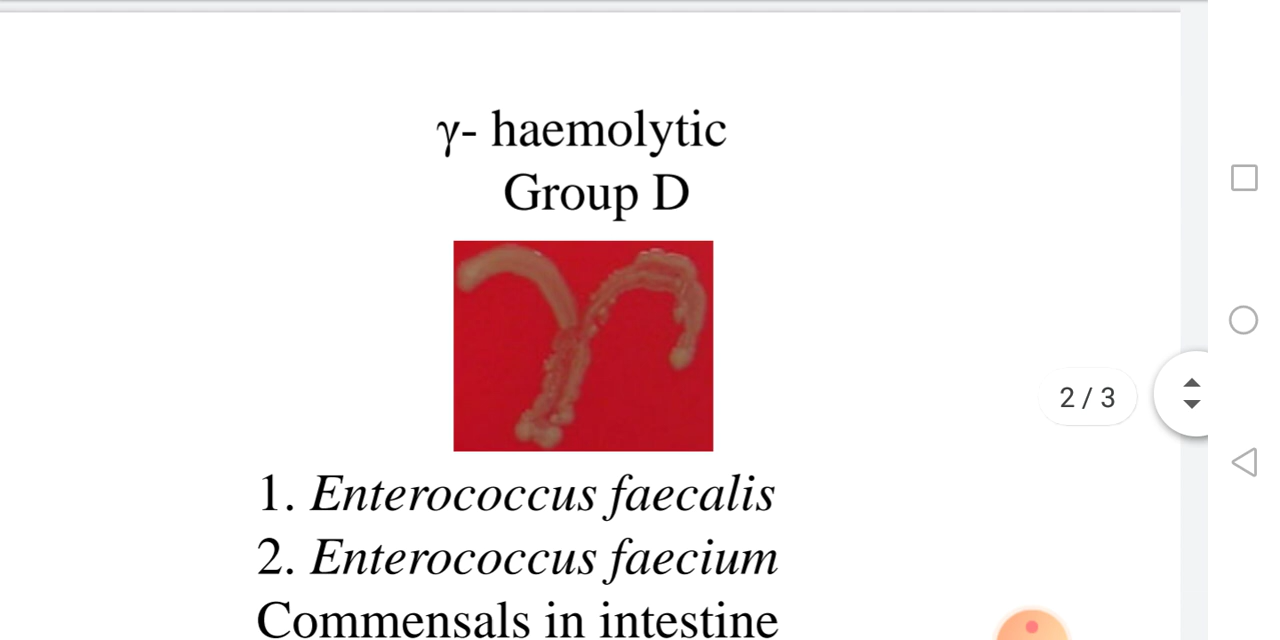 γ- haemolytic
Group D
2 / 3
1. Enterococcus faecalis
2. Enterococcus faecium
Commensals in intestine